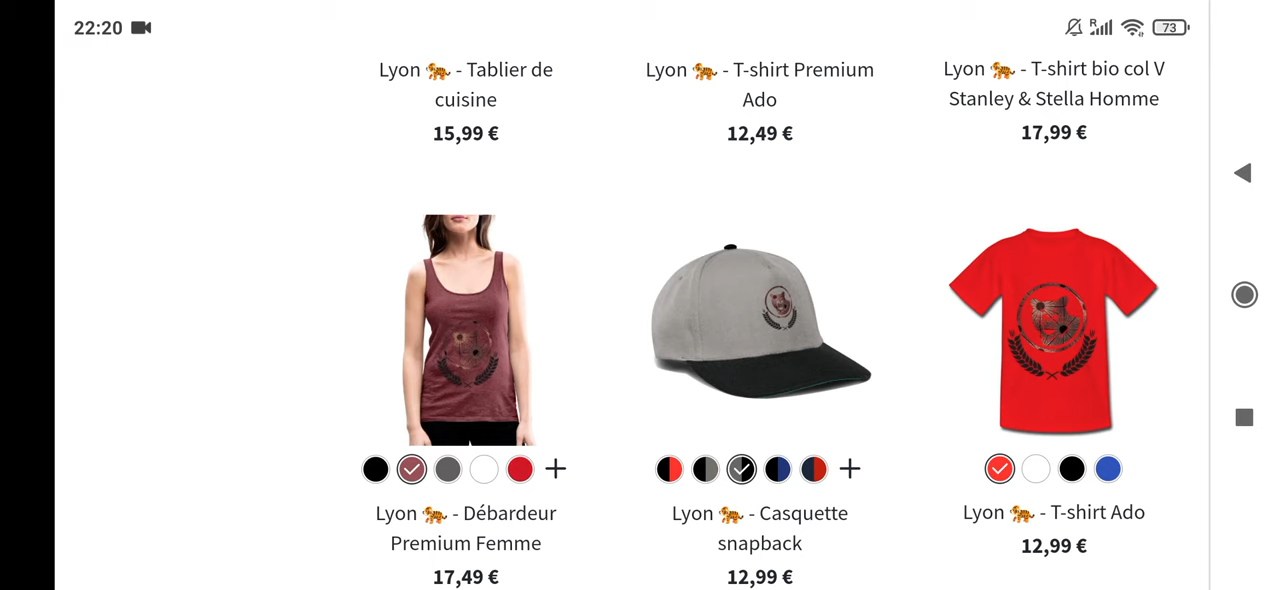 22:20
R
73
Lyon 🐅 - Tablier de
cuisine
15,99 €
Lyon 🐅 - T-shirt Premium
Ado
12,49 €
Lyon 🐅 - T-shirt bio col V
Stanley & Stella Homme
17,99 €
Lyon 🐅 - Débardeur
Premium Femme
17,49 €
Lyon 🐅 - Casquette
snapback
12,99 €
Lyon 🐅 - T-shirt Ado
12,99 €